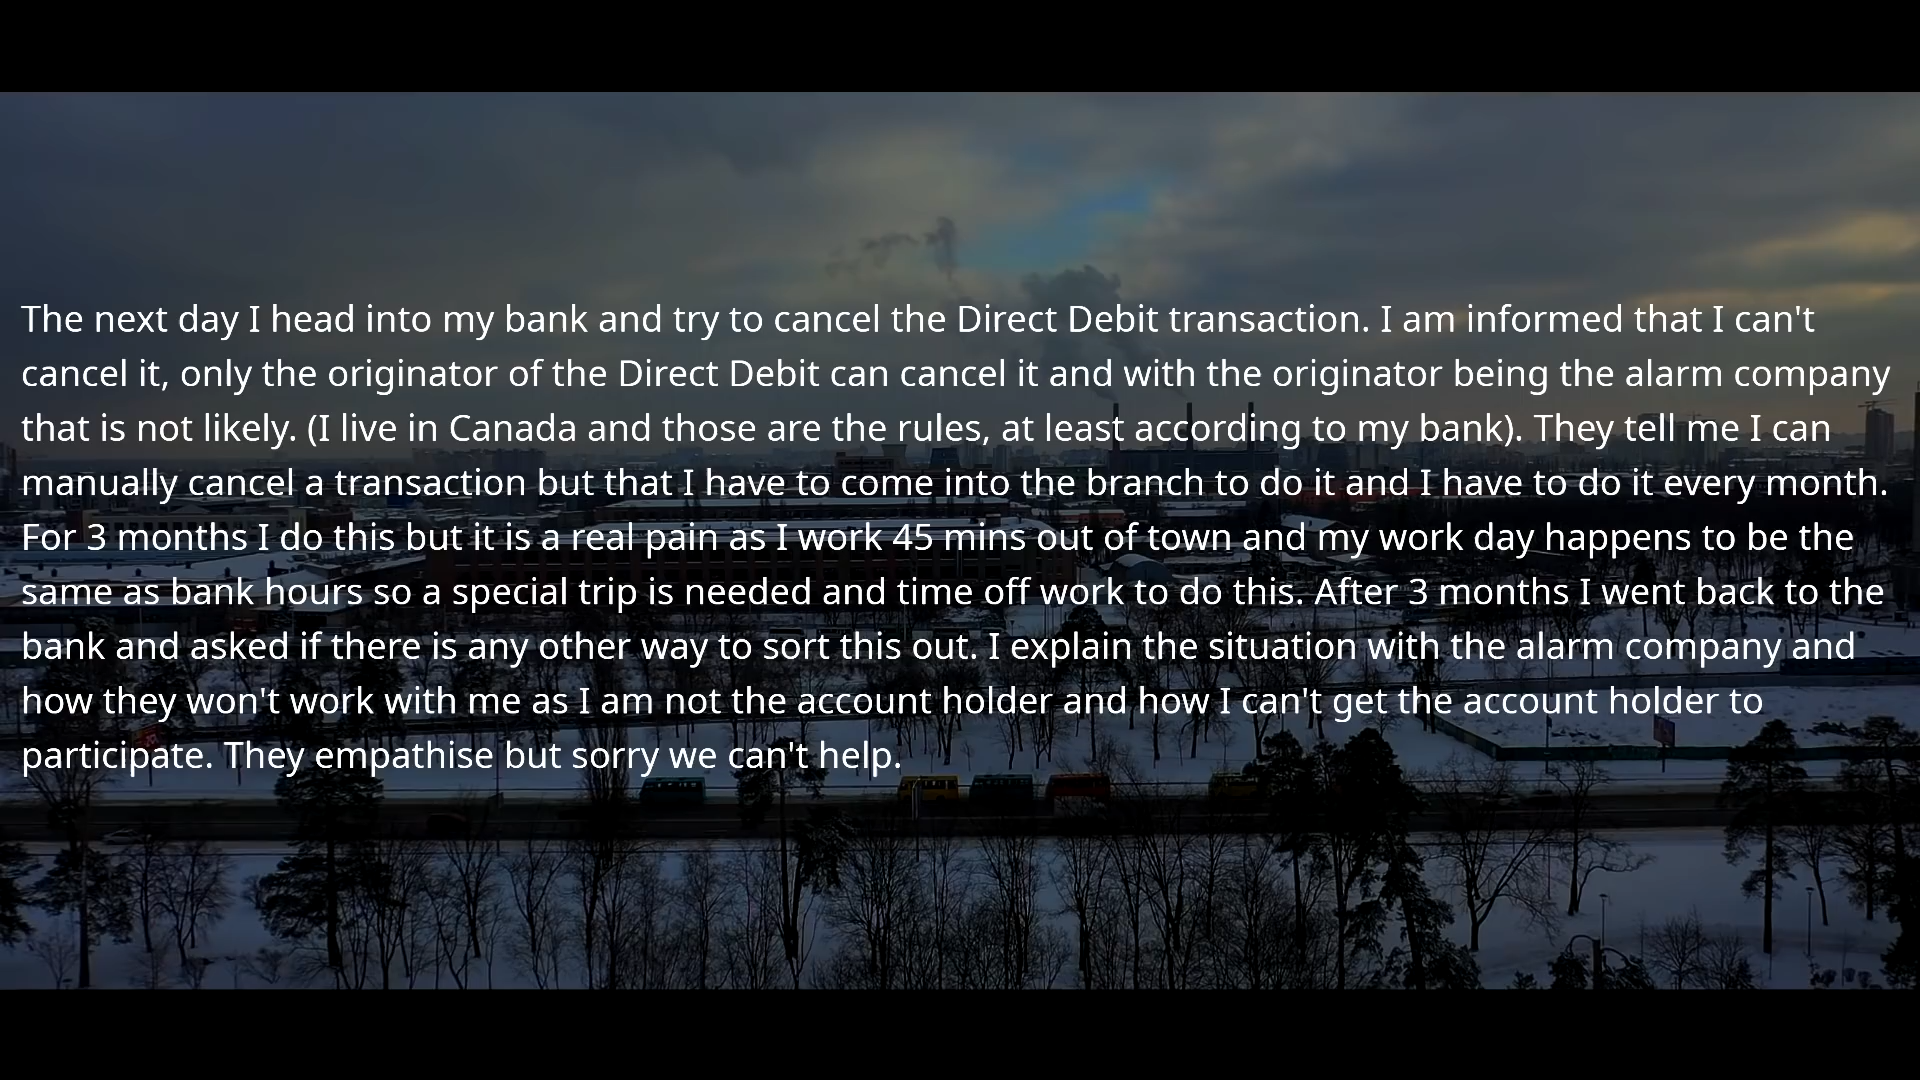 The next day I head into my bank and try to cancel the Direct Debit transaction. I am informed that I can't
cancel it, only the originator of the Direct Debit can cancel it and with the originator being the alarm company
that is not likely. (I live in Canada and those are the rules, at least according to my bank). They tell me I can
manually cancel a transaction but that I have to come into the branch to do it and I have to do it every month.
For 3 months I do this but it is a real pain as I work 45 mins out of town and my work day happens to be the
same as bank hours so a special trip is needed and time off work to do this. After 3 months I went back to the
bank and asked if there is any other way to sort this out. I explain the situation with the alarm company and
how they won't work with me as I am not the account holder and how I can't get the account holder to
participate. They empathise but sorry we can't help.